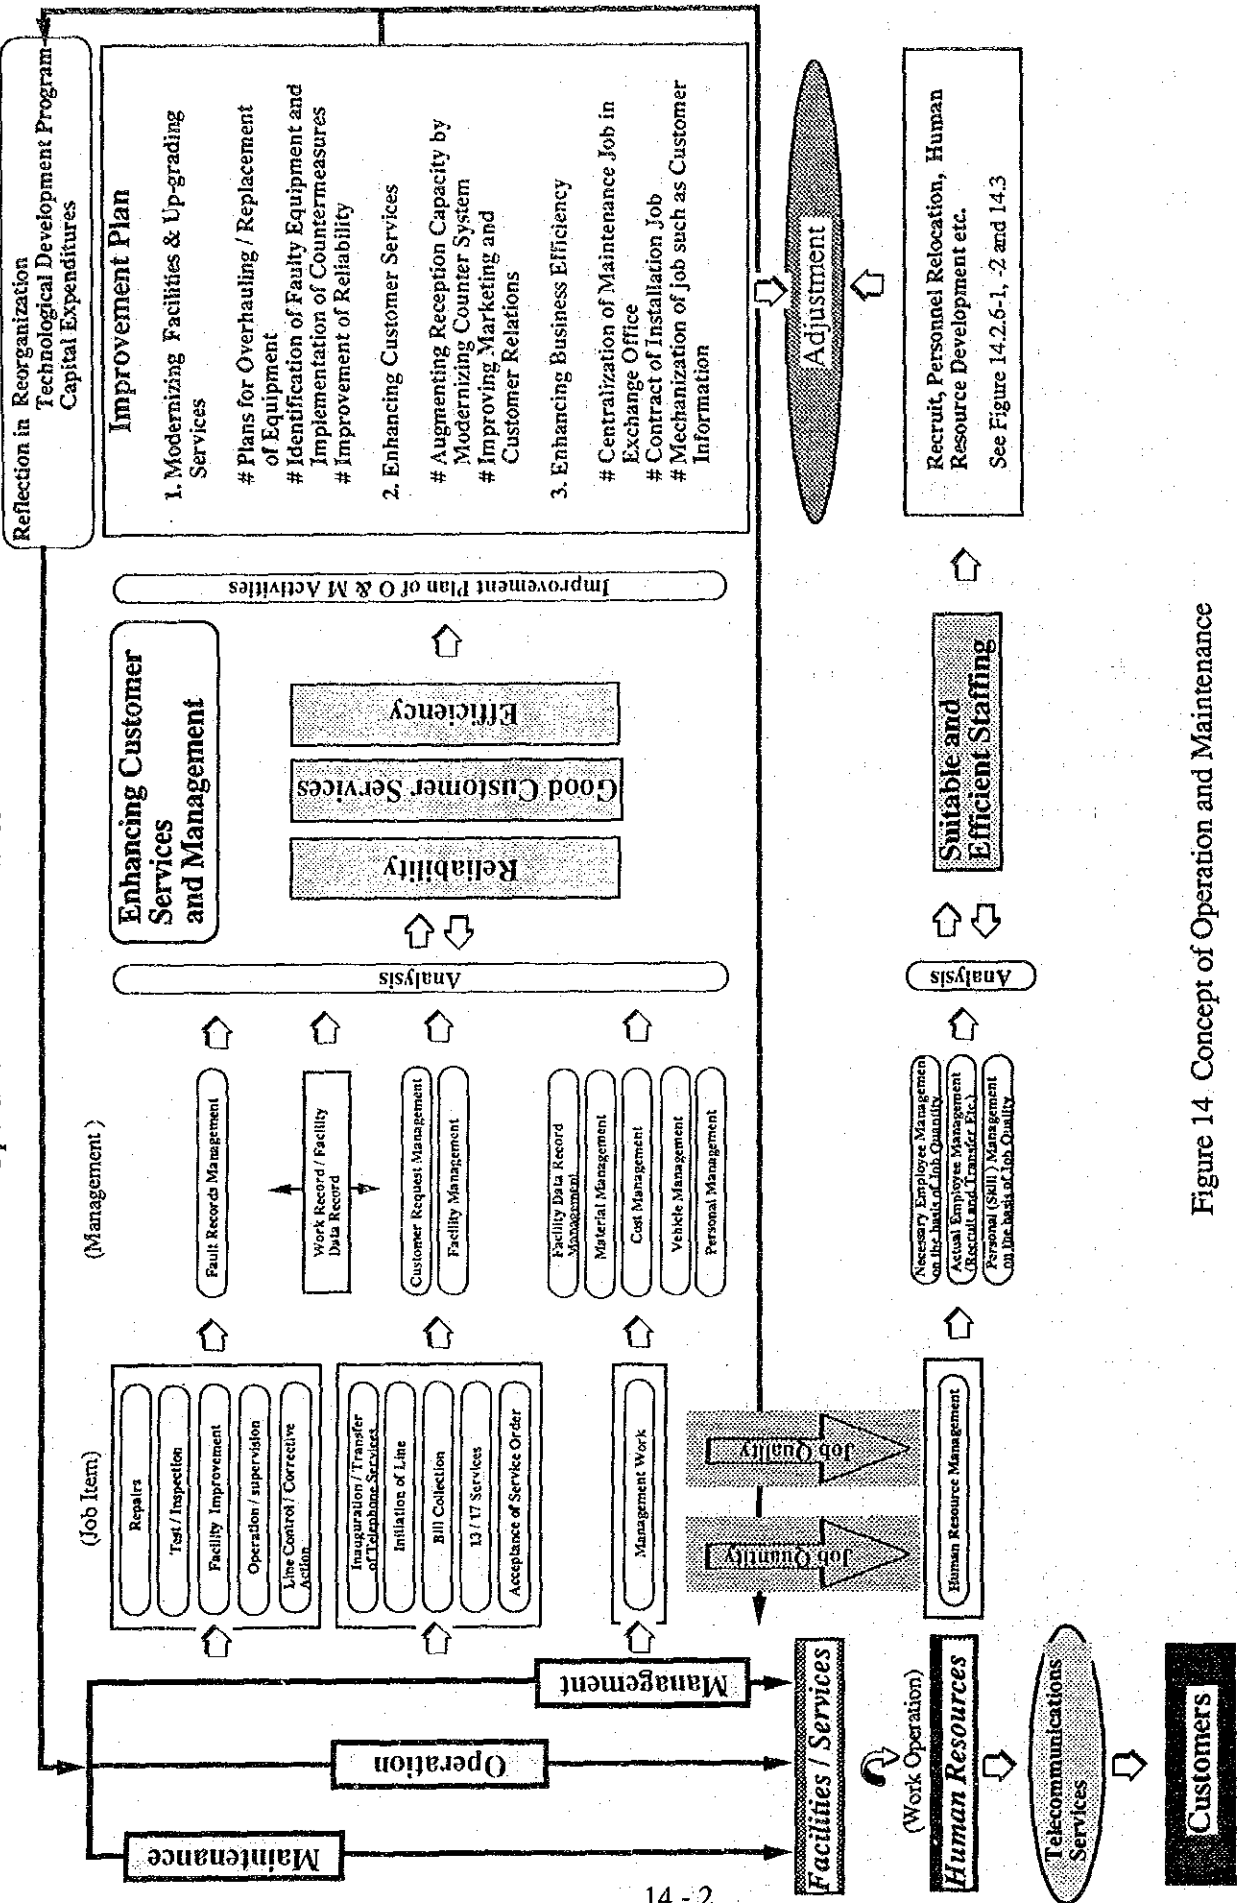 Reflection in Reorganization
Technological Development Program
Capital Expenditures
Improvement Plan
1. Modernizing Facilities & Up-grading
Services
# Plans for Overhauling / Replacement
of Equipment
# Identification of Faulty Equipment and
Implementation of Countermeasures
# Improvement of Reliability
2. Enhancing Customer Services
# Augmenting Reception Capacity by
Modernizing Counter System
# Improving Marketing and
Customer Relations
3. Enhancing Business Efficiency
# Centralization of Maintenance Job in
Exchange Office
# Contract of Installation Job
# Mechanization of job such as Customer
Information
Adjustment
Recruit, Personnel Relocation, Human
Resource Development etc.
See Figure 14.2.6-1, -2 and 14.3
Improvement Plan of O & M Activities
Enhancing Customer
Services
and Management
Efficiency
Good Customer Services
Reliability
Suitable and
Efficient Staffing
Analysis
Analysis
(Management)
Fault Records Management
Work Record / Facility
Data Record
Customer Request Management
Facility Management
Facility Data Record
Management
Material Management
Cost Management
Vehicle Management
Personal Management
Necessary Employee Management
on the basis of Job Quantity
Actual Employee Management
(Recruit and Transfer Etc.)
Personal (Skill) Management
on the basis of Job Quality
(Job Item)
Repairs
Test / Inspection
Facility Improvement
Operation / supervision
Line Control / Corrective
Action
Inauguration / Transfer
of Telephone Services
Initiation of Line
Bill Collection
13 / 17 Services
Acceptance of Service Order
Management Work
Job Quality
Job Quantity
Human Resource Management
Maintenance
Operation
Management
Facilities / Services
(Work Operation)
Human Resources
Telecommunications
Services
Customers
Figure 14 Concept of Operation and Maintenance
14 - 2